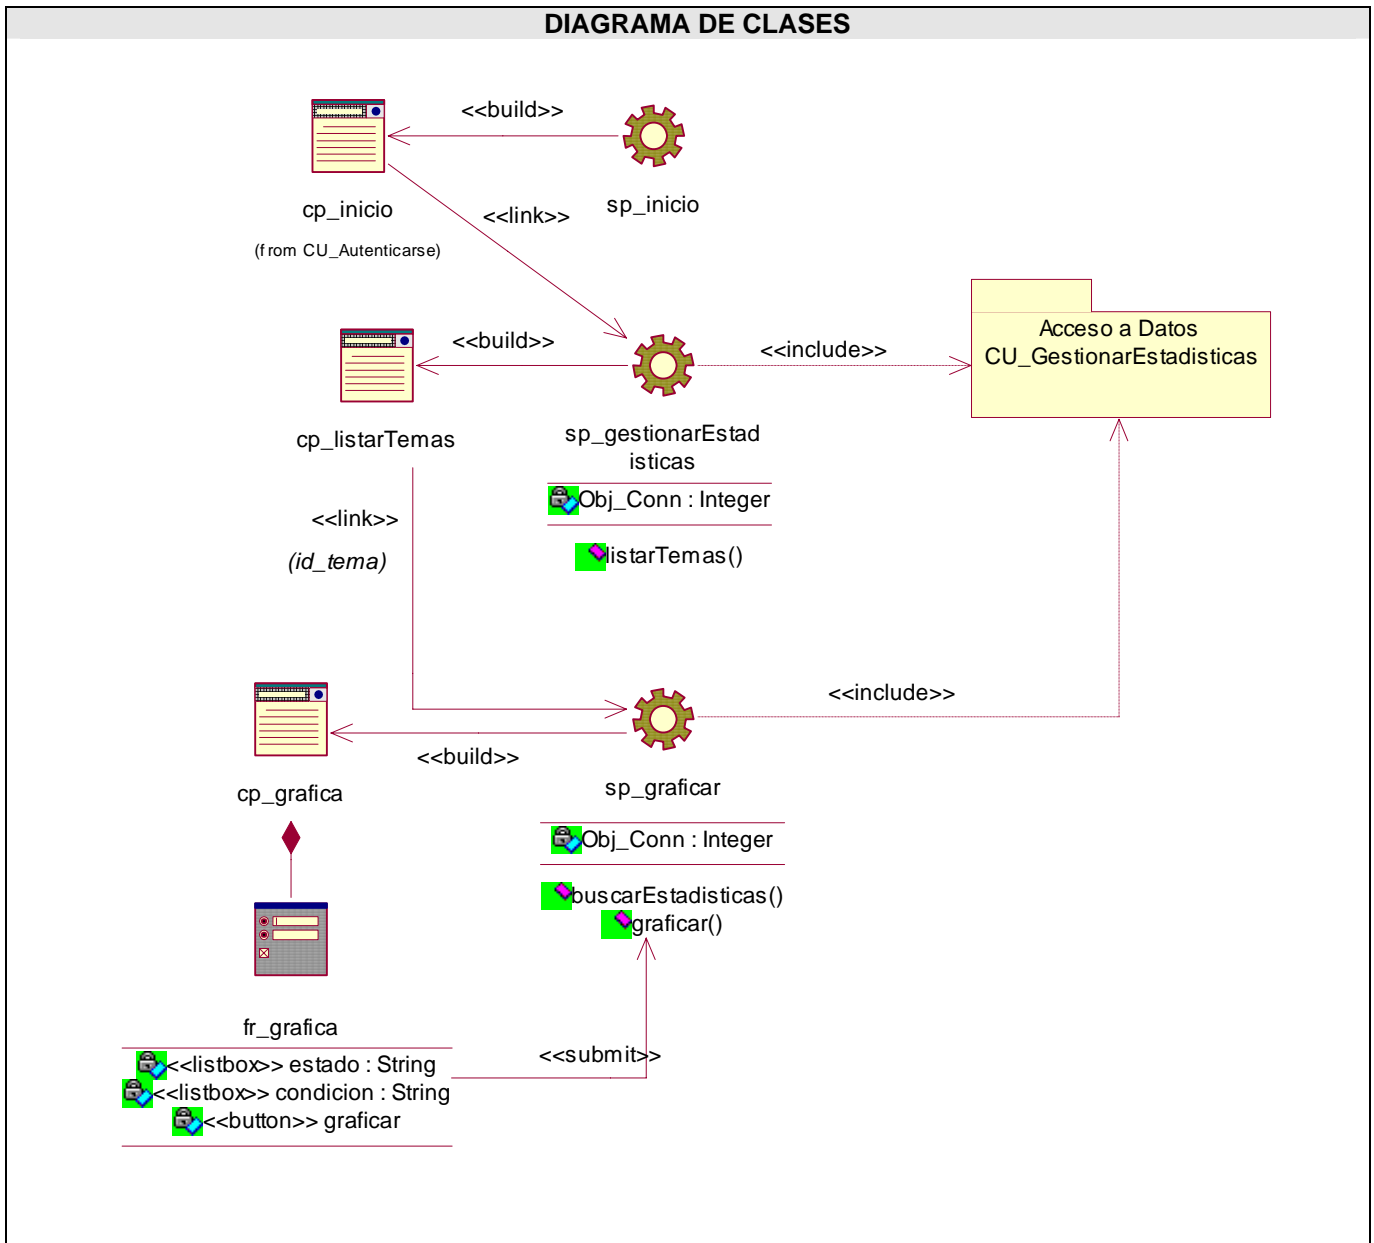 DIAGRAMA DE CLASES
<<build>>
cp_inicio
(from CU_Autenticarse)
sp_inicio
<<link>>
<<build>>
<<include>>
Acceso a Datos
CU_GestionarEstadisticas
cp_listarTemas
sp_gestionarEstad
isticas
Obj_Conn : Integer
listarTemas()
<<link>>
(id_tema)
<<include>>
<<build>>
cp_grafica
sp_graficar
Obj_Conn : Integer
buscarEstadisticas()
graficar()
fr_grafica
<<listbox>> estado : String
<<listbox>> condicion : String
<<button>> graficar
<<submit>>